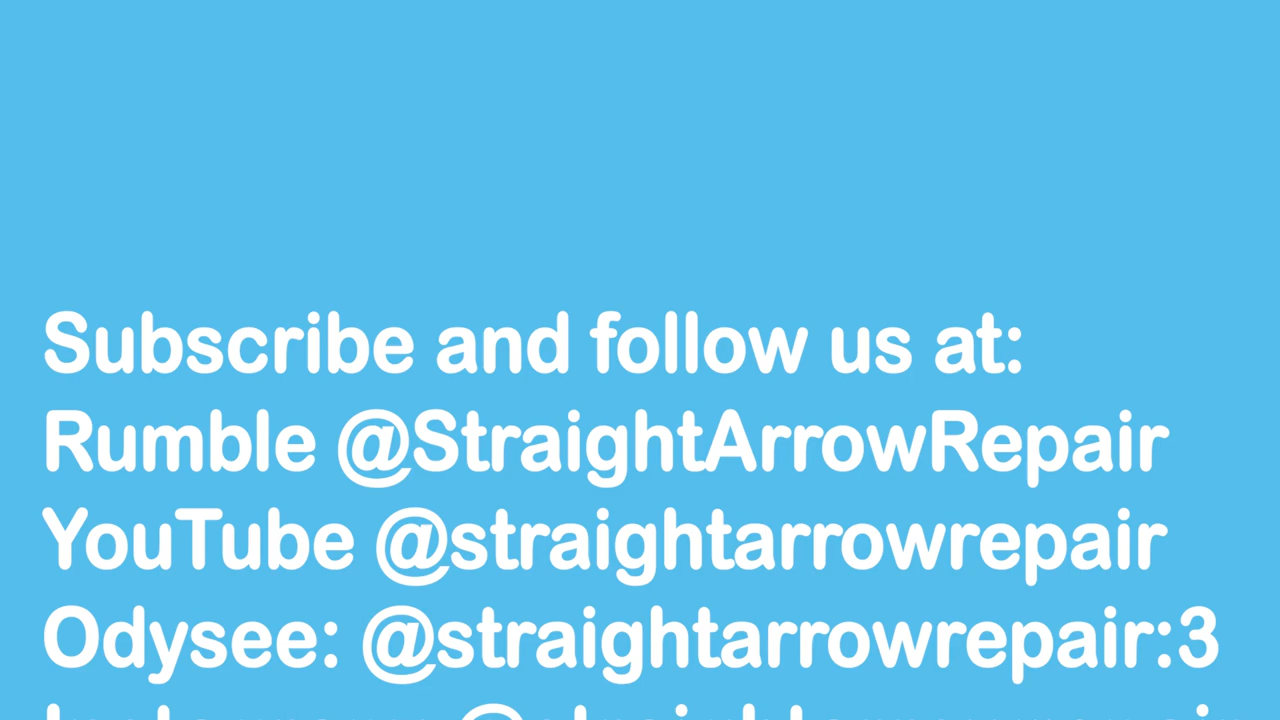 Subscribe and follow us at:
Rumble @StraightArrowRepair
YouTube @straightarrowrepair
Odysee: @straightarrowrepair:3